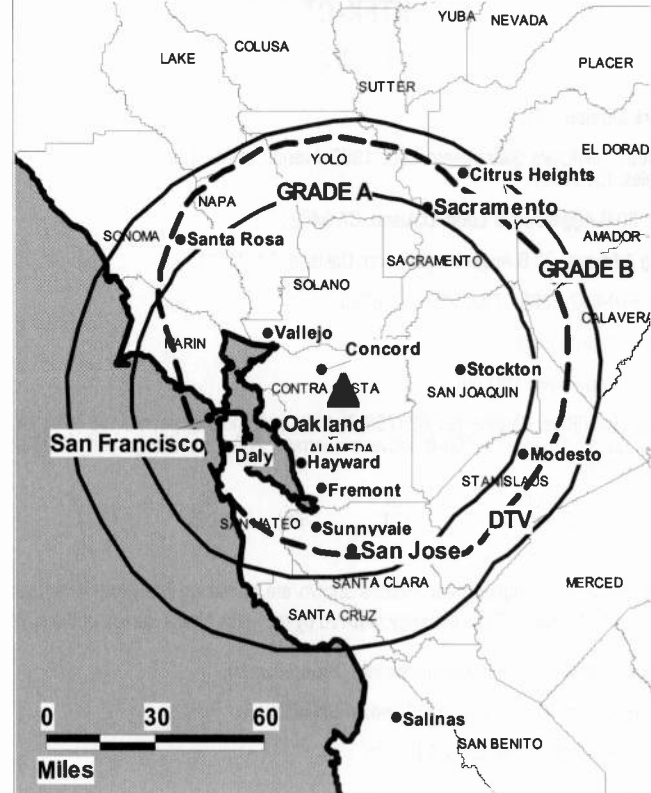 YUBA
NEVADA
COLUSA
LAKE
PLACER
SUTTER
EL DORAD
YOLO
Citrus Heights
GRADE A
NAPA
Sacramento
SONOMA
Santa Rosa
AMADOR
SACRAMENTO
GRADE B
SOLANO
CALAVERA
Vallejo
MARIN
Concord
Stockton
CONTRA COSTA
SAN JOAQUIN
Oakland
San Francisco
ALAMEDA
Daly
Hayward
Modesto
STANISLAUS
Fremont
SAN MATEO
Sunnyvale
DTV
San Jose
SANTA CLARA
MERCED
SANTA CRUZ
0 30 60
Salinas
SAN BENITO
Miles